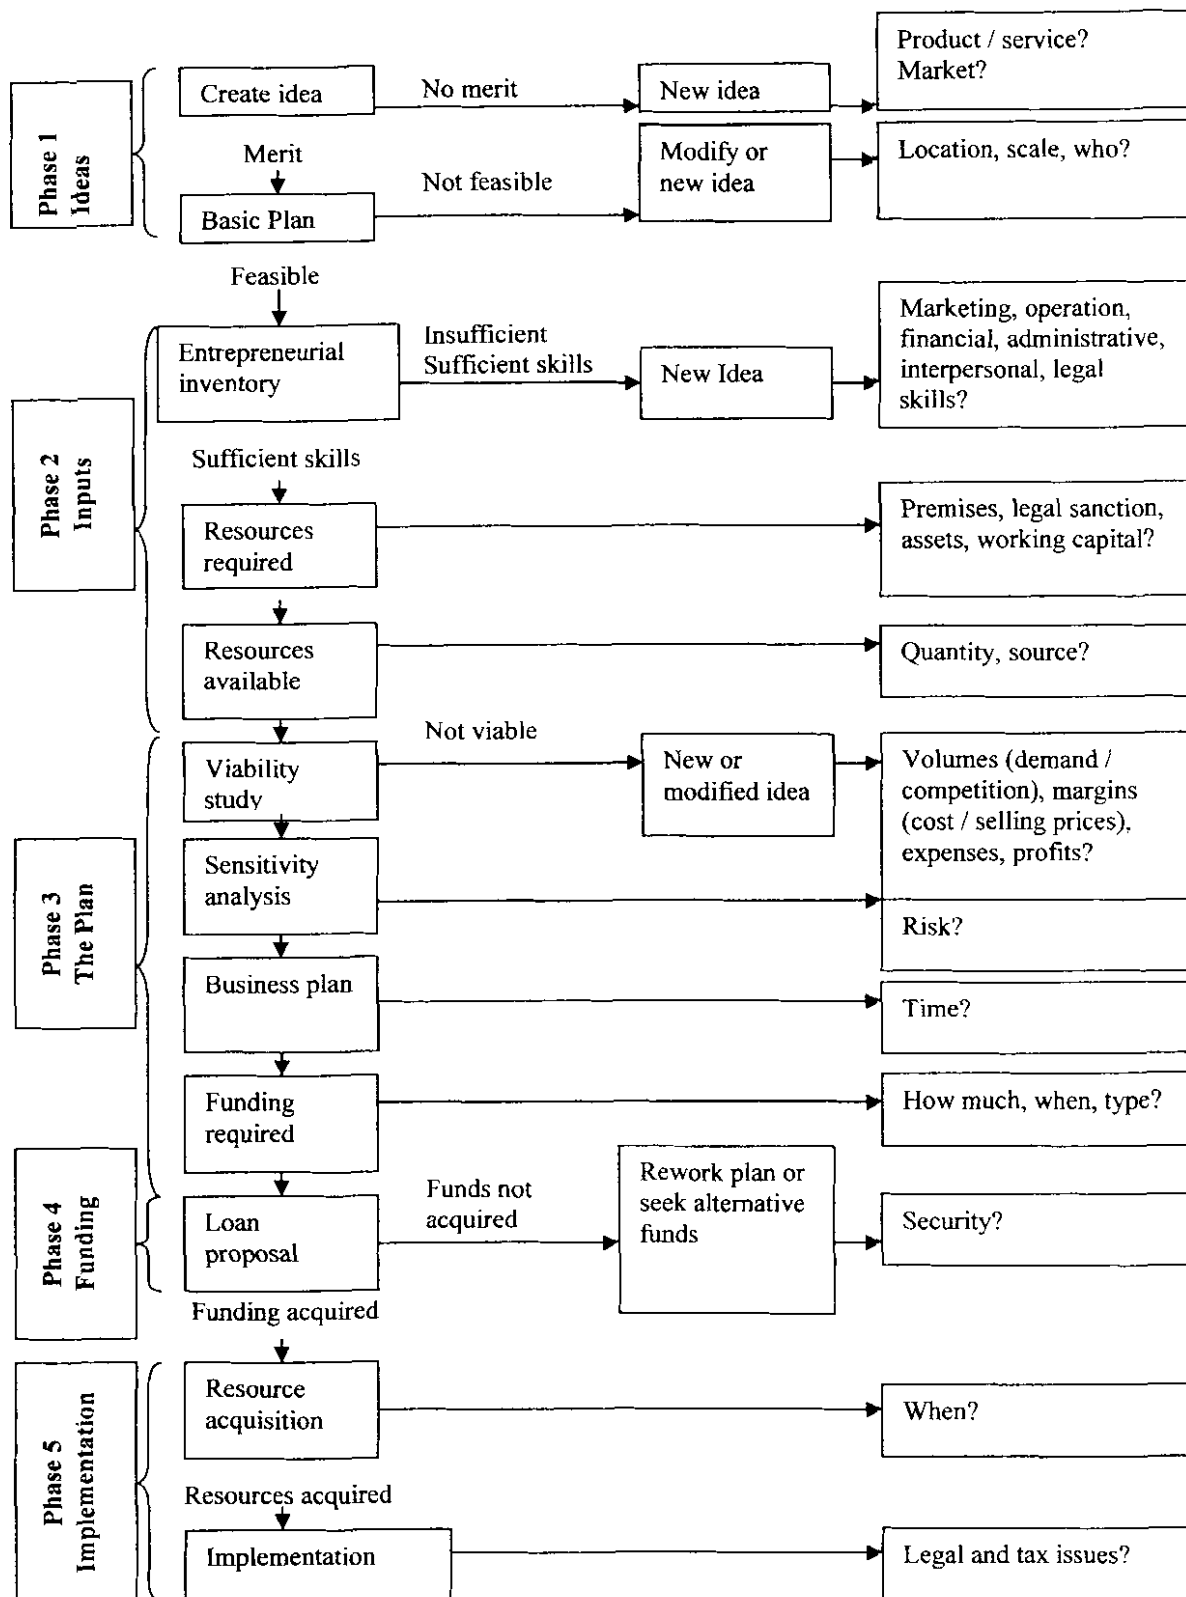 Phase 1
Ideas
Create idea
No merit
New idea
Product / service?
Market?
Merit
Basic Plan
Not feasible
Modify or
new idea
Location, scale, who?
Feasible
Phase 2
Inputs
Entrepreneurial
inventory
Insufficient
Sufficient skills
New Idea
Marketing, operation,
financial, administrative,
interpersonal, legal
skills?
Sufficient skills
Resources
required
Premises, legal sanction,
assets, working capital?
Resources
available
Quantity, source?
Phase 3
The Plan
Viability
study
Not viable
New or
modified idea
Volumes (demand /
competition), margins
(cost / selling prices),
expenses, profits?
Sensitivity
analysis
Risk?
Business plan
Time?
Funding
required
How much, when, type?
Phase 4
Funding
Loan
proposal
Funds not
acquired
Rework plan or
seek alternative
funds
Security?
Funding acquired
Phase 5
Implementation
Resource
acquisition
When?
Resources acquired
Implementation
Legal and tax issues?